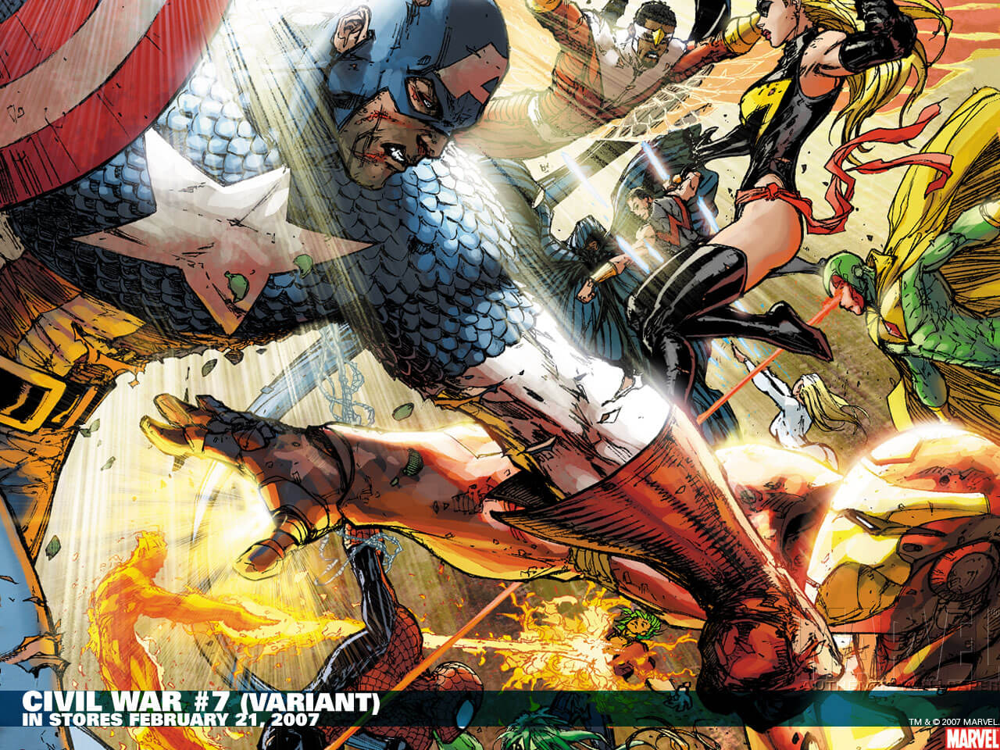 CIVIL WAR #7 (VARIANT)
IN STORES FEBRUARY 21, 2007
TM & © 2007 MARVEL.
MARVEL